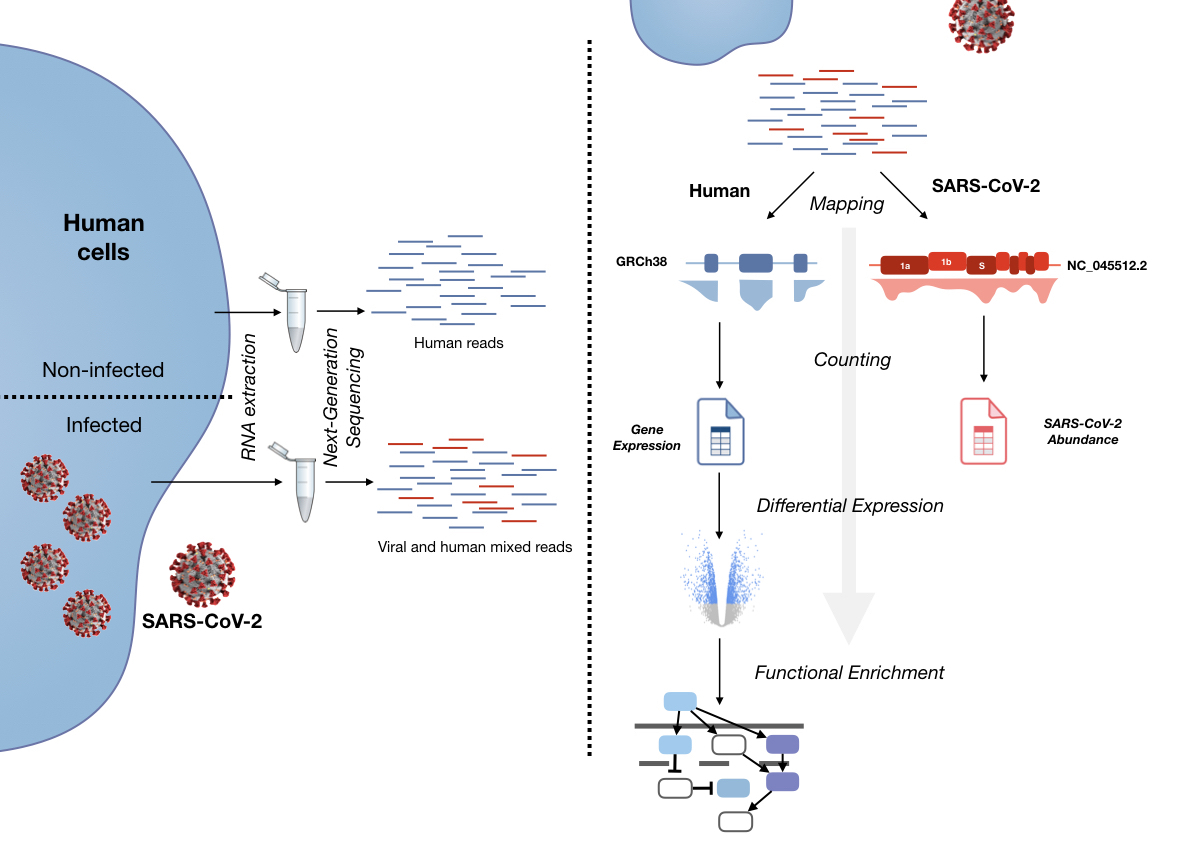 Human
cells
Non-infected
Infected
SARS-CoV-2
RNA extraction
Next-Generation
Sequencing
Human reads
Viral and human mixed reads
Human
SARS-CoV-2
Mapping
GRCh38
1a
1b
S
NC_045512.2
Counting
Gene
Expression
SARS-CoV-2
Abundance
Differential Expression
Functional Enrichment